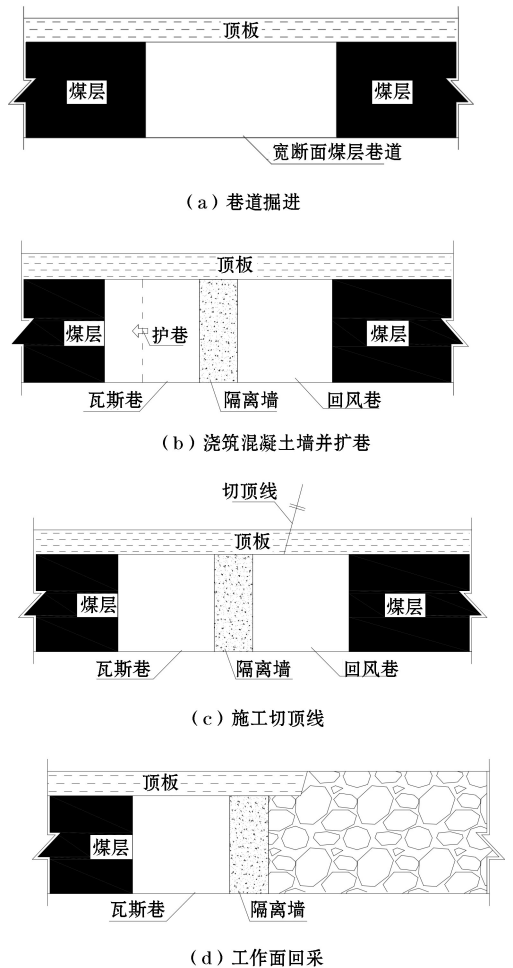 顶板
煤层
煤层
宽断面煤层巷道
（a）巷道掘进
顶板
煤层
护巷
煤层
瓦斯巷
隔离墙
回风巷
（b）浇筑混凝土墙并扩巷
切顶线
顶板
煤层
煤层
瓦斯巷
隔离墙
回风巷
（c）施工切顶线
顶板
煤层
瓦斯巷
隔离墙
（d）工作面回采